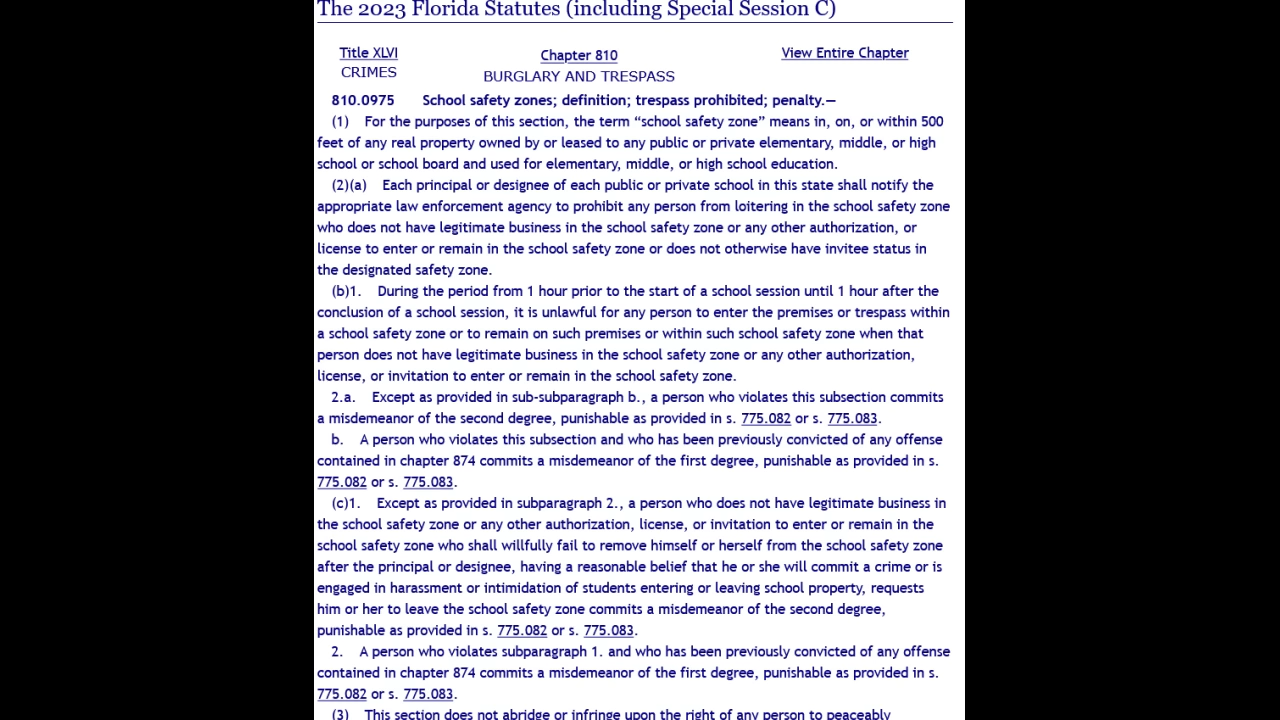 The 2023 Florida Statutes (including Special Session C)
Title XLVI Chapter 810 View Entire Chapter
CRIMES BURGLARY AND TRESPASS
810.0975 School safety zones; definition; trespass prohibited; penalty.—
(1) For the purposes of this section, the term “school safety zone” means in, on, or within 500
feet of any real property owned by or leased to any public or private elementary, middle, or high
school or school board and used for elementary, middle, or high school education.
(2)(a) Each principal or designee of each public or private school in this state shall notify the
appropriate law enforcement agency to prohibit any person from loitering in the school safety zone
who does not have legitimate business in the school safety zone or any other authorization, or
license to enter or remain in the school safety zone or does not otherwise have invitee status in
the designated safety zone.
(b)1. During the period from 1 hour prior to the start of a school session until 1 hour after the
conclusion of a school session, it is unlawful for any person to enter the premises or trespass within
a school safety zone or to remain on such premises or within such school safety zone when that
person does not have legitimate business in the school safety zone or any other authorization,
license, or invitation to enter or remain in the school safety zone.
2.a. Except as provided in sub-subparagraph b., a person who violates this subsection commits
a misdemeanor of the second degree, punishable as provided in s. 775.082 or s. 775.083.
b. A person who violates this subsection and who has been previously convicted of any offense
contained in chapter 874 commits a misdemeanor of the first degree, punishable as provided in s.
775.082 or s. 775.083.
(c)1. Except as provided in subparagraph 2., a person who does not have legitimate business in
the school safety zone or any other authorization, license, or invitation to enter or remain in the
school safety zone who shall willfully fail to remove himself or herself from the school safety zone
after the principal or designee, having a reasonable belief that he or she will commit a crime or is
engaged in harassment or intimidation of students entering or leaving school property, requests
him or her to leave the school safety zone commits a misdemeanor of the second degree,
punishable as provided in s. 775.082 or s. 775.083.
2. A person who violates subparagraph 1. and who has been previously convicted of any offense
contained in chapter 874 commits a misdemeanor of the first degree, punishable as provided in s.
775.082 or s. 775.083.
(3) This section does not abridge or infringe upon the right of any person to peaceably